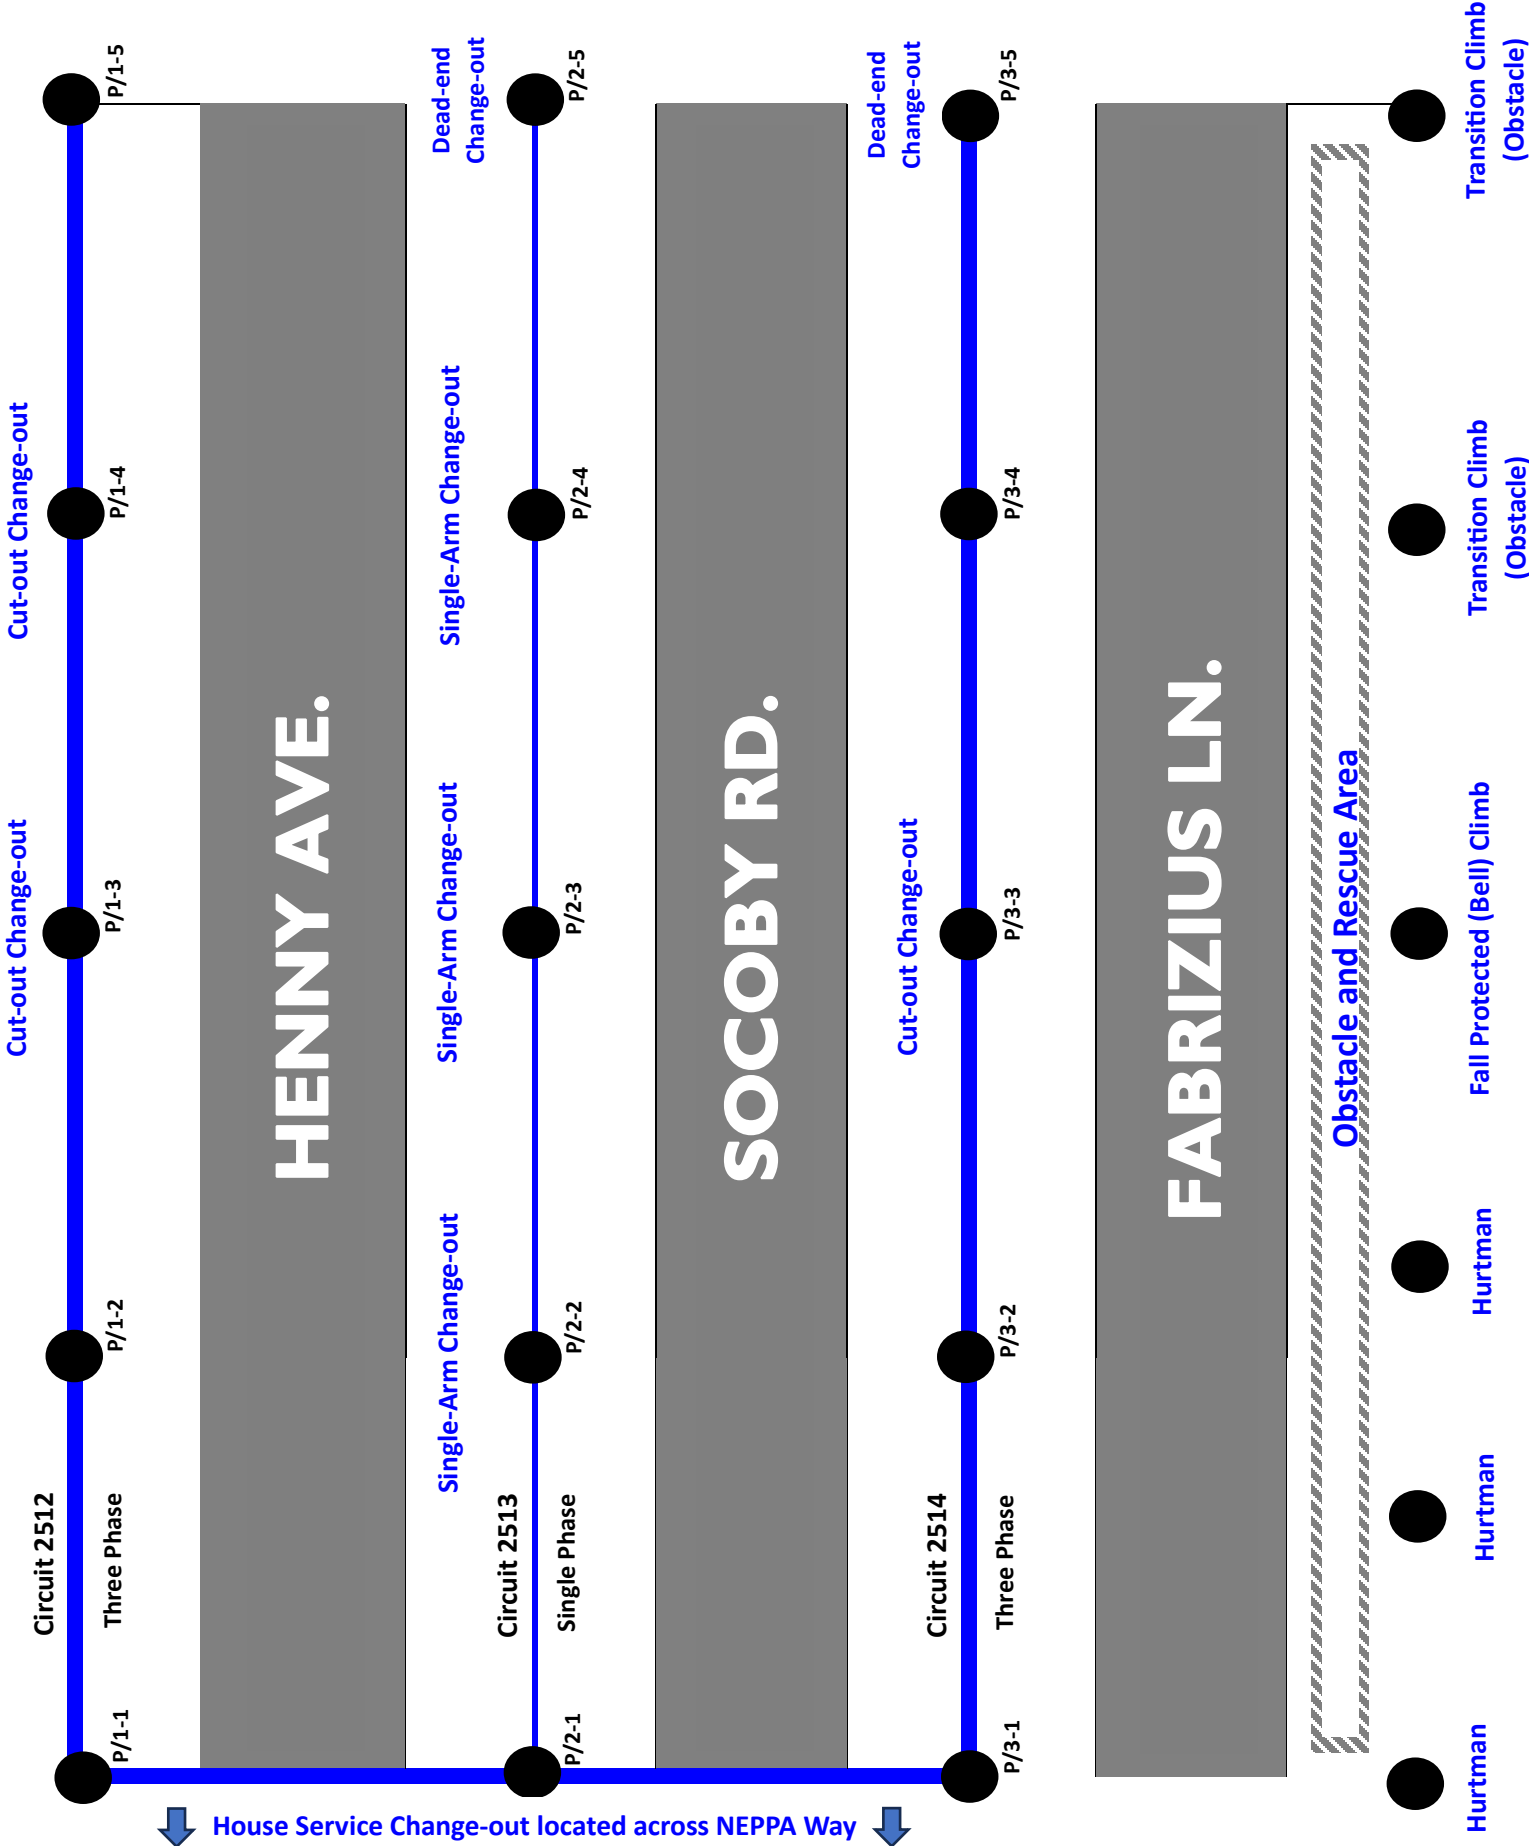 Cut-out Change-out
Cut-out Change-out
P/1-5
P/1-4
P/1-3
P/1-2
P/1-1
Circuit 2512
Three Phase
HENNY AVE.
Dead-end
Change-out
Single-Arm Change-out
Single-Arm Change-out
Single-Arm Change-out
P/2-5
P/2-4
P/2-3
P/2-2
P/2-1
Circuit 2513
Single Phase
SOCOBY RD.
Dead-end
Change-out
Cut-out Change-out
P/3-5
P/3-4
P/3-3
P/3-2
P/3-1
Circuit 2514
Three Phase
FABRIZIUS LN.
Obstacle and Rescue Area
Transition Climb
(Obstacle)
Transition Climb
(Obstacle)
Fall Protected (Bell) Climb
Hurtman
Hurtman
Hurtman
House Service Change-out located across NEPPA Way